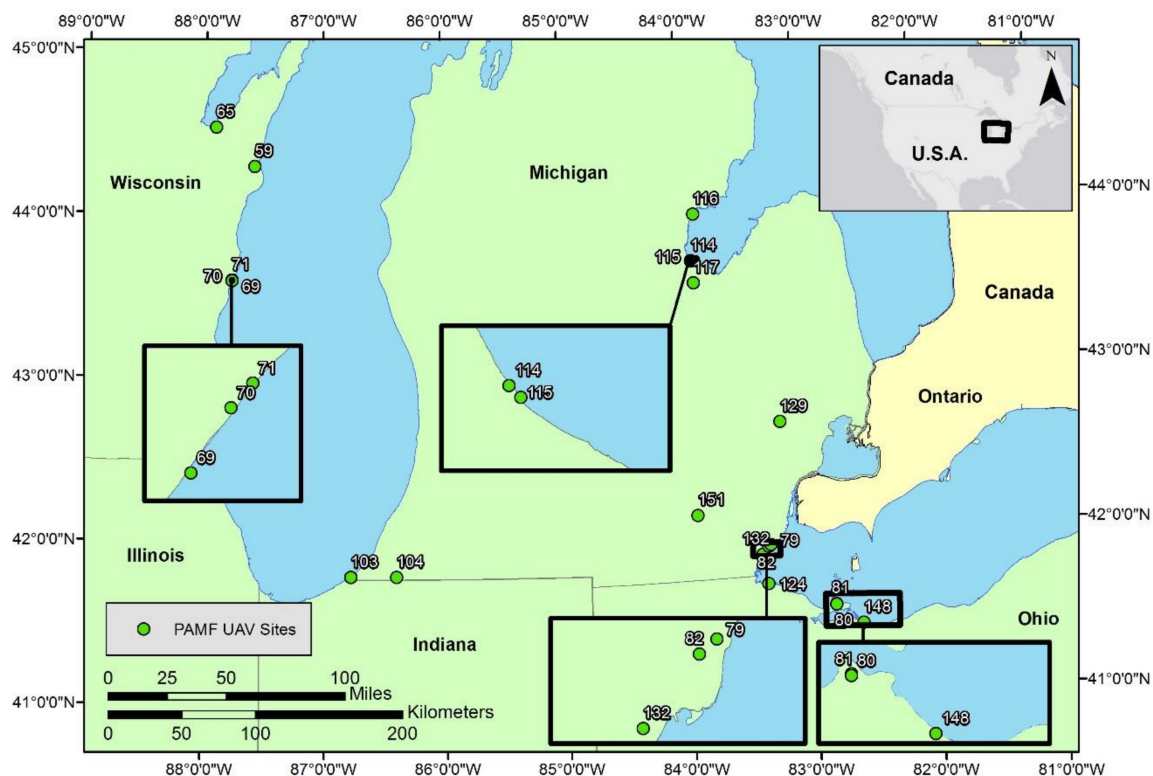 89°0'0"W 88°0'0"W 87°0'0"W 86°0'0"W 85°0'0"W 84°0'0"W 83°0'0"W 82°0'0"W 81°0'0"W
45°0'0"N
Canada
N
U.S.A.
65
59
Wisconsin
Michigan
44°0'0"N
44°0'0"N
116
114
115
117
71
70
69
Canada
43°0'0"N
43°0'0"N
71
70
69
114
115
129
Ontario
151
42°0'0"N
42°0'0"N
132
79
82
124
Illinois
103
104
81
148
80
Ohio
PAMF UAV Sites
Indiana
82
79
132
81
80
148
41°0'0"N
41°0'0"N
0 25 50 100
Miles
Kilometers
0 50 100 200
88°0'0"W 87°0'0"W 86°0'0"W 85°0'0"W 84°0'0"W 83°0'0"W 82°0'0"W 81°0'0"W